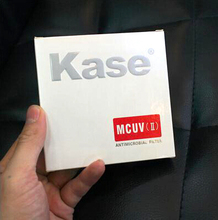 Kase®
MCUV(II)
ANTIMICROBIAL FILTER